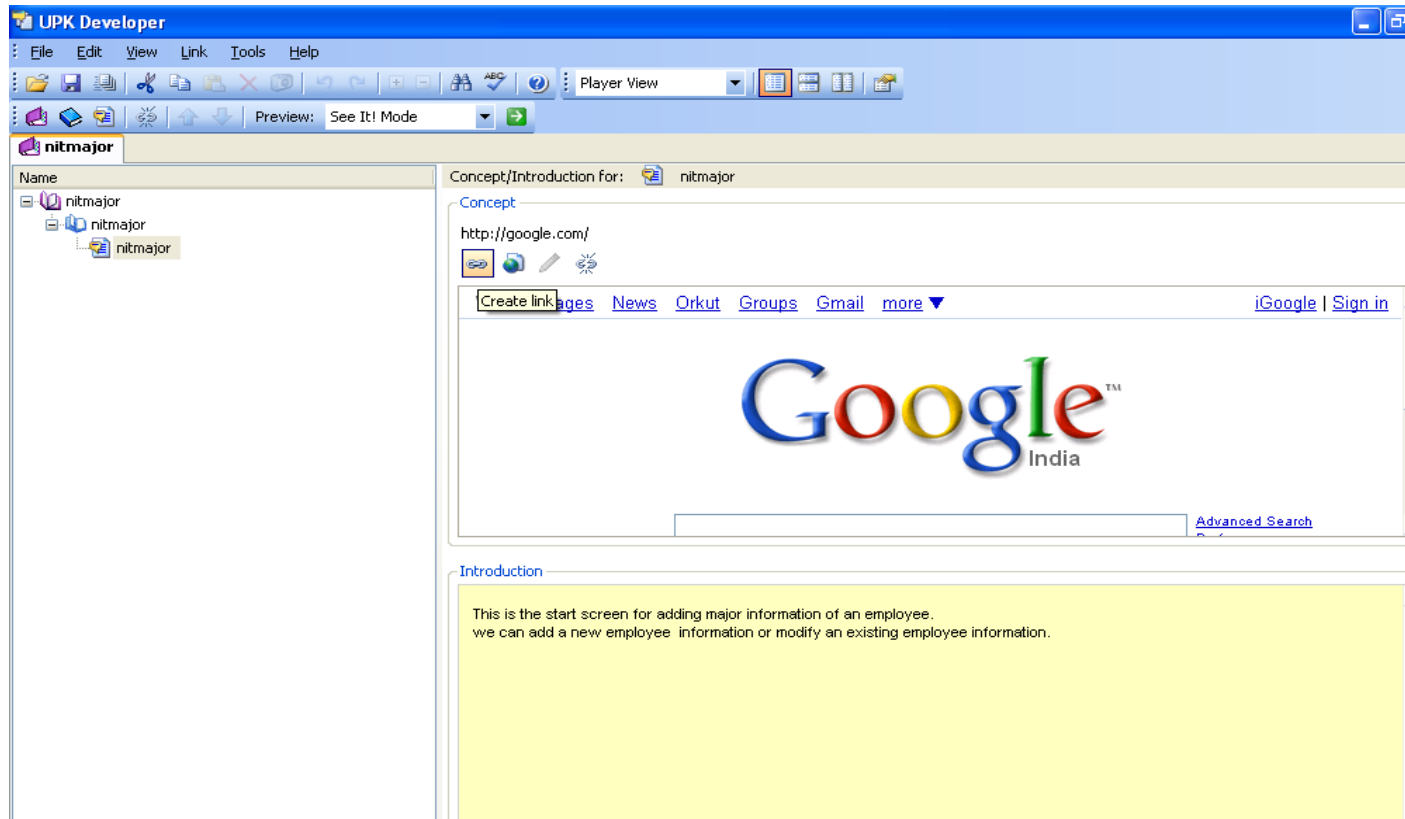 UPK Developer
File Edit View Link Tools Help
ABC Player View
Preview: See It! Mode
nitmajor
Name
nitmajor
nitmajor
nitmajor
Concept/Introduction for: nitmajor
Concept
http://google.com/
Create link
News Orkut Groups Gmail more ▼ iGoogle | Sign in
Google™
India
Advanced Search
Introduction
This is the start screen for adding major information of an employee.
we can add a new employee information or modify an existing employee information.